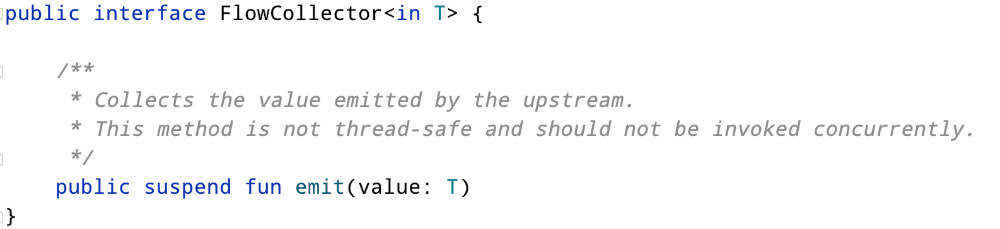 public interface FlowCollector<in T> {
/**
* Collects the value emitted by the upstream.
* This method is not thread-safe and should not be invoked concurrently.
*/
public suspend fun emit(value: T)
}